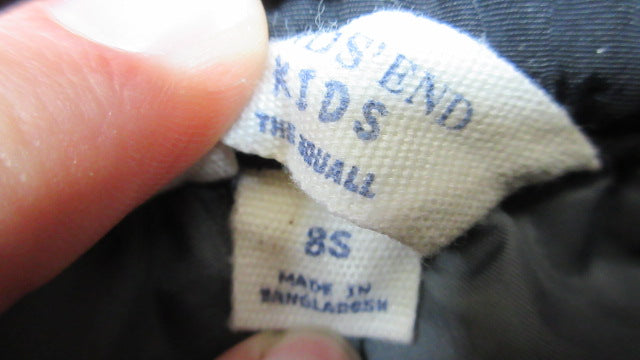 DS' END
KIDS
THE SQUALL
8S
MADE IN
BANGLADESH